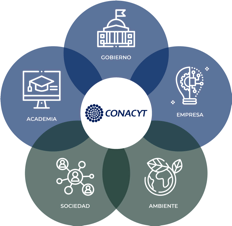 GOBIERNO
ACADEMIA
CONACYT
EMPRESA
SOCIEDAD
AMBIENTE